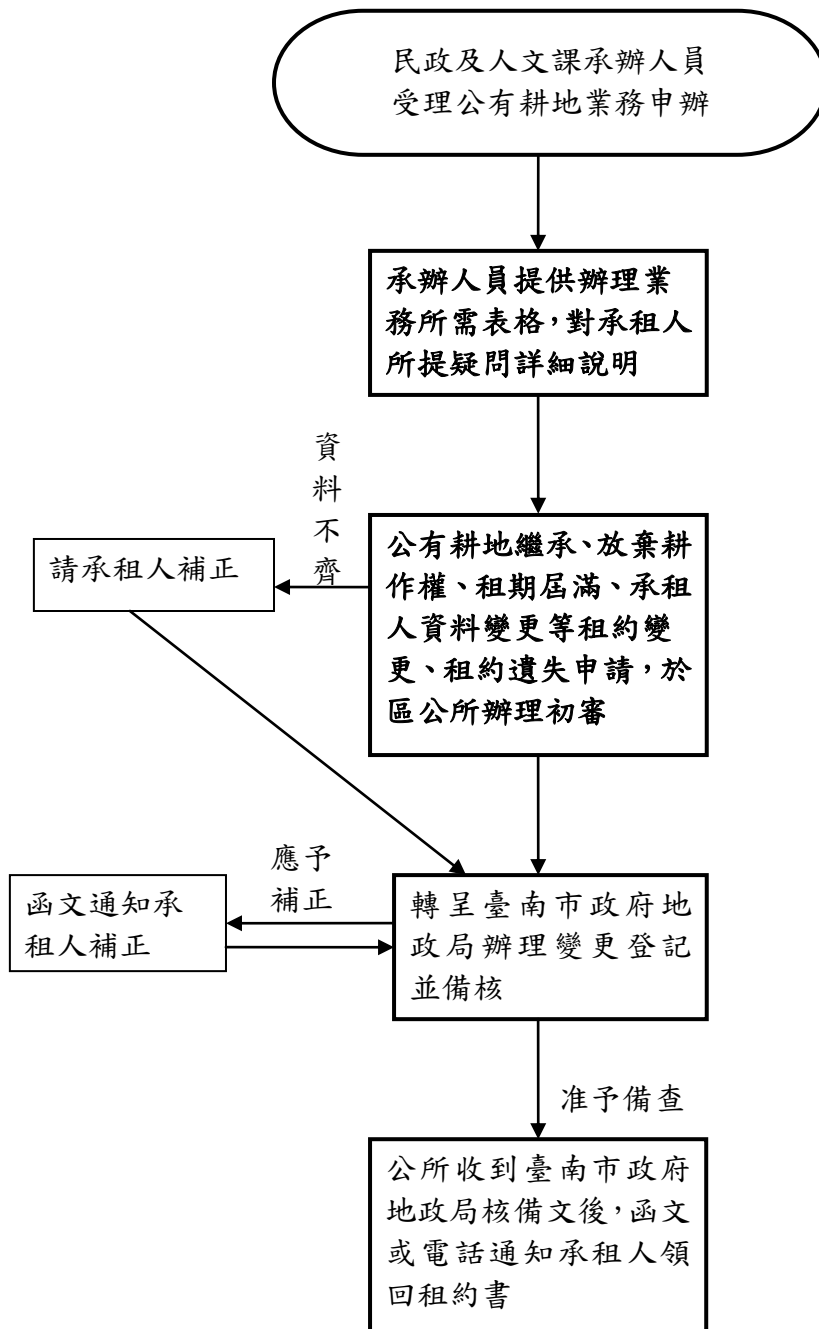 民政及人文課承辦人員
受理公有耕地業務申辦
承辦人員提供辦理業
務所需表格，對承租人
所提疑問詳細說明
資
料
不
齊
請承租人補正
公有耕地繼承、放棄耕
作權、租期屆滿、承租
人資料變更等租約變
更、租約遺失申請，於
區公所辦理初審
應予
補正
函文通知承
租人補正
轉呈臺南市政府地
政局辦理變更登記
並備核
准予備查
公所收到臺南市政府
地政局核備文後，函文
或電話通知承租人領
回租約書